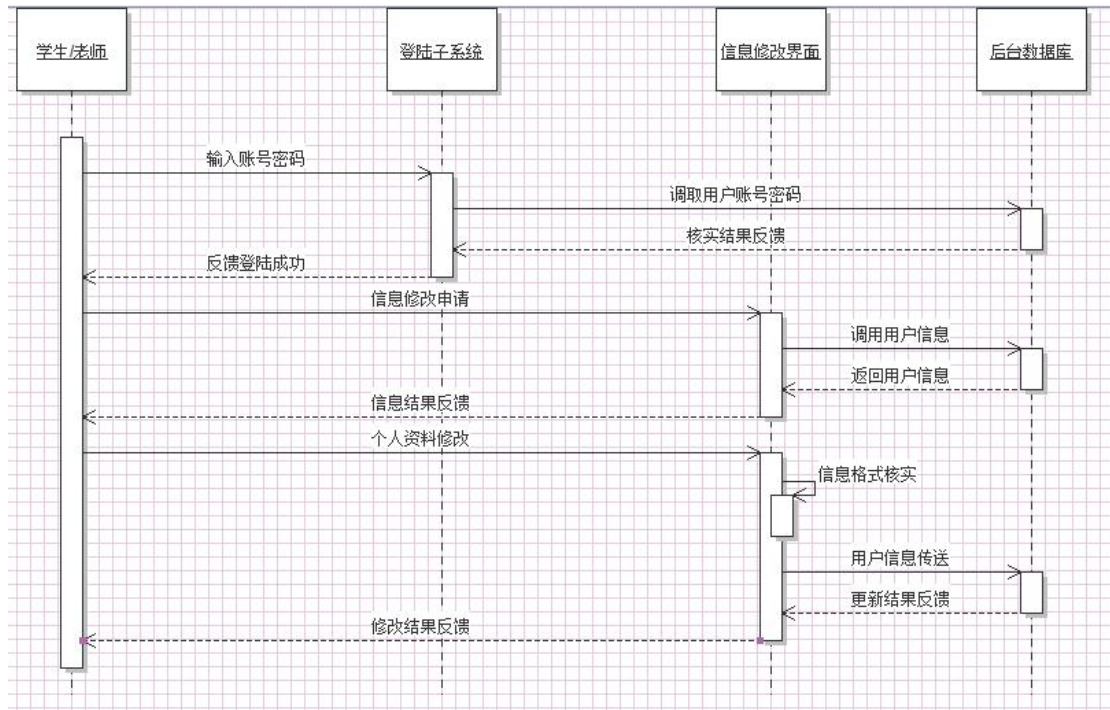 学生/老师
登陆子系统
信息修改界面
后台数据库
输入账号密码
调取用户账号密码
核实结果反馈
反馈登陆成功
信息修改申请
调用用户信息
返回用户信息
信息结果反馈
个人资料修改
信息格式核实
用户信息传送
更新结果反馈
修改结果反馈